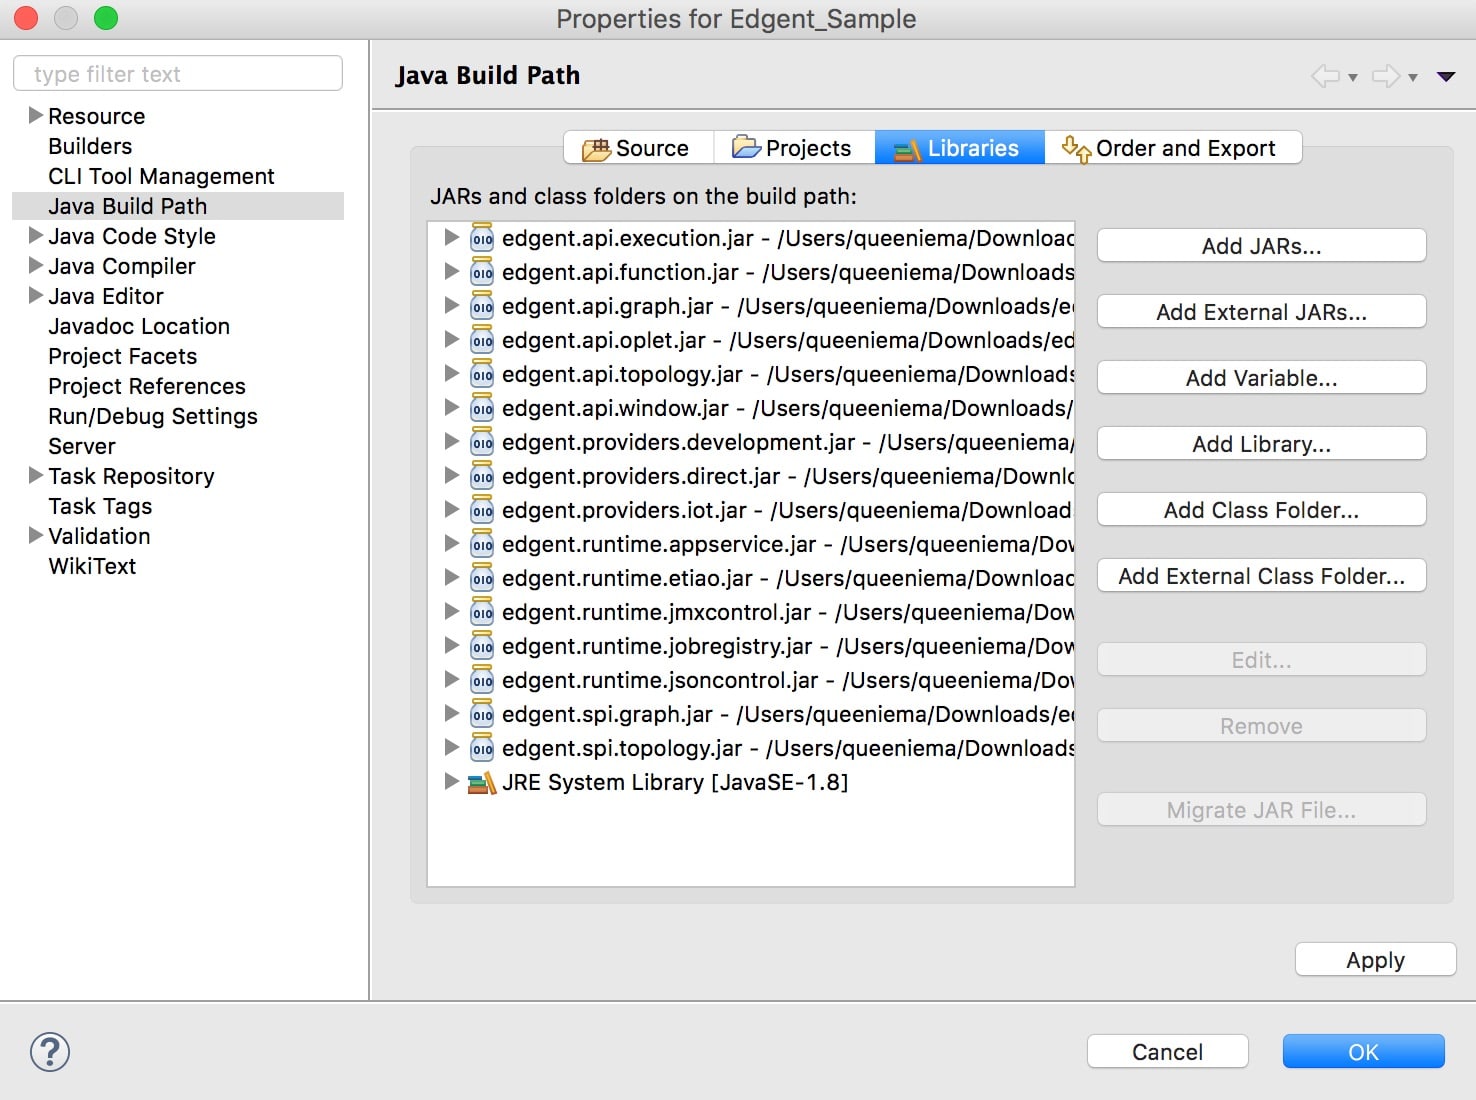 Properties for Edgent_Sample
type filter text
Resource
Builders
CLI Tool Management
Java Build Path
Java Code Style
Java Compiler
Java Editor
Javadoc Location
Project Facets
Project References
Run/Debug Settings
Server
Task Repository
Task Tags
Validation
WikiText
Java Build Path
Source Projects Libraries Order and Export
JARs and class folders on the build path:
edgent.api.execution.jar - /Users/queeniema/Downloac
edgent.api.function.jar - /Users/queeniema/Downloads
edgent.api.graph.jar - /Users/queeniema/Downloads/e
edgent.api.oplet.jar - /Users/queeniema/Downloads/ed
edgent.api.topology.jar - /Users/queeniema/Downloads
edgent.api.window.jar - /Users/queeniema/Downloads/
edgent.providers.development.jar - /Users/queeniema/
edgent.providers.direct.jar - /Users/queeniema/Downlo
edgent.providers.iot.jar - /Users/queeniema/Download
edgent.runtime.appservice.jar - /Users/queeniema/Dov
edgent.runtime.etiao.jar - /Users/queeniema/Downloac
edgent.runtime.jmxcontrol.jar - /Users/queeniema/Dow
edgent.runtime.jobregistry.jar - /Users/queeniema/Dow
edgent.runtime.jsoncontrol.jar - /Users/queeniema/Dov
edgent.spi.graph.jar - /Users/queeniema/Downloads/e
edgent.spi.topology.jar - /Users/queeniema/Downloads
JRE System Library [JavaSE-1.8]
Add JARs...
Add External JARs...
Add Variable...
Add Library...
Add Class Folder...
Add External Class Folder...
Edit...
Remove
Migrate JAR File...
Apply
Cancel
OK